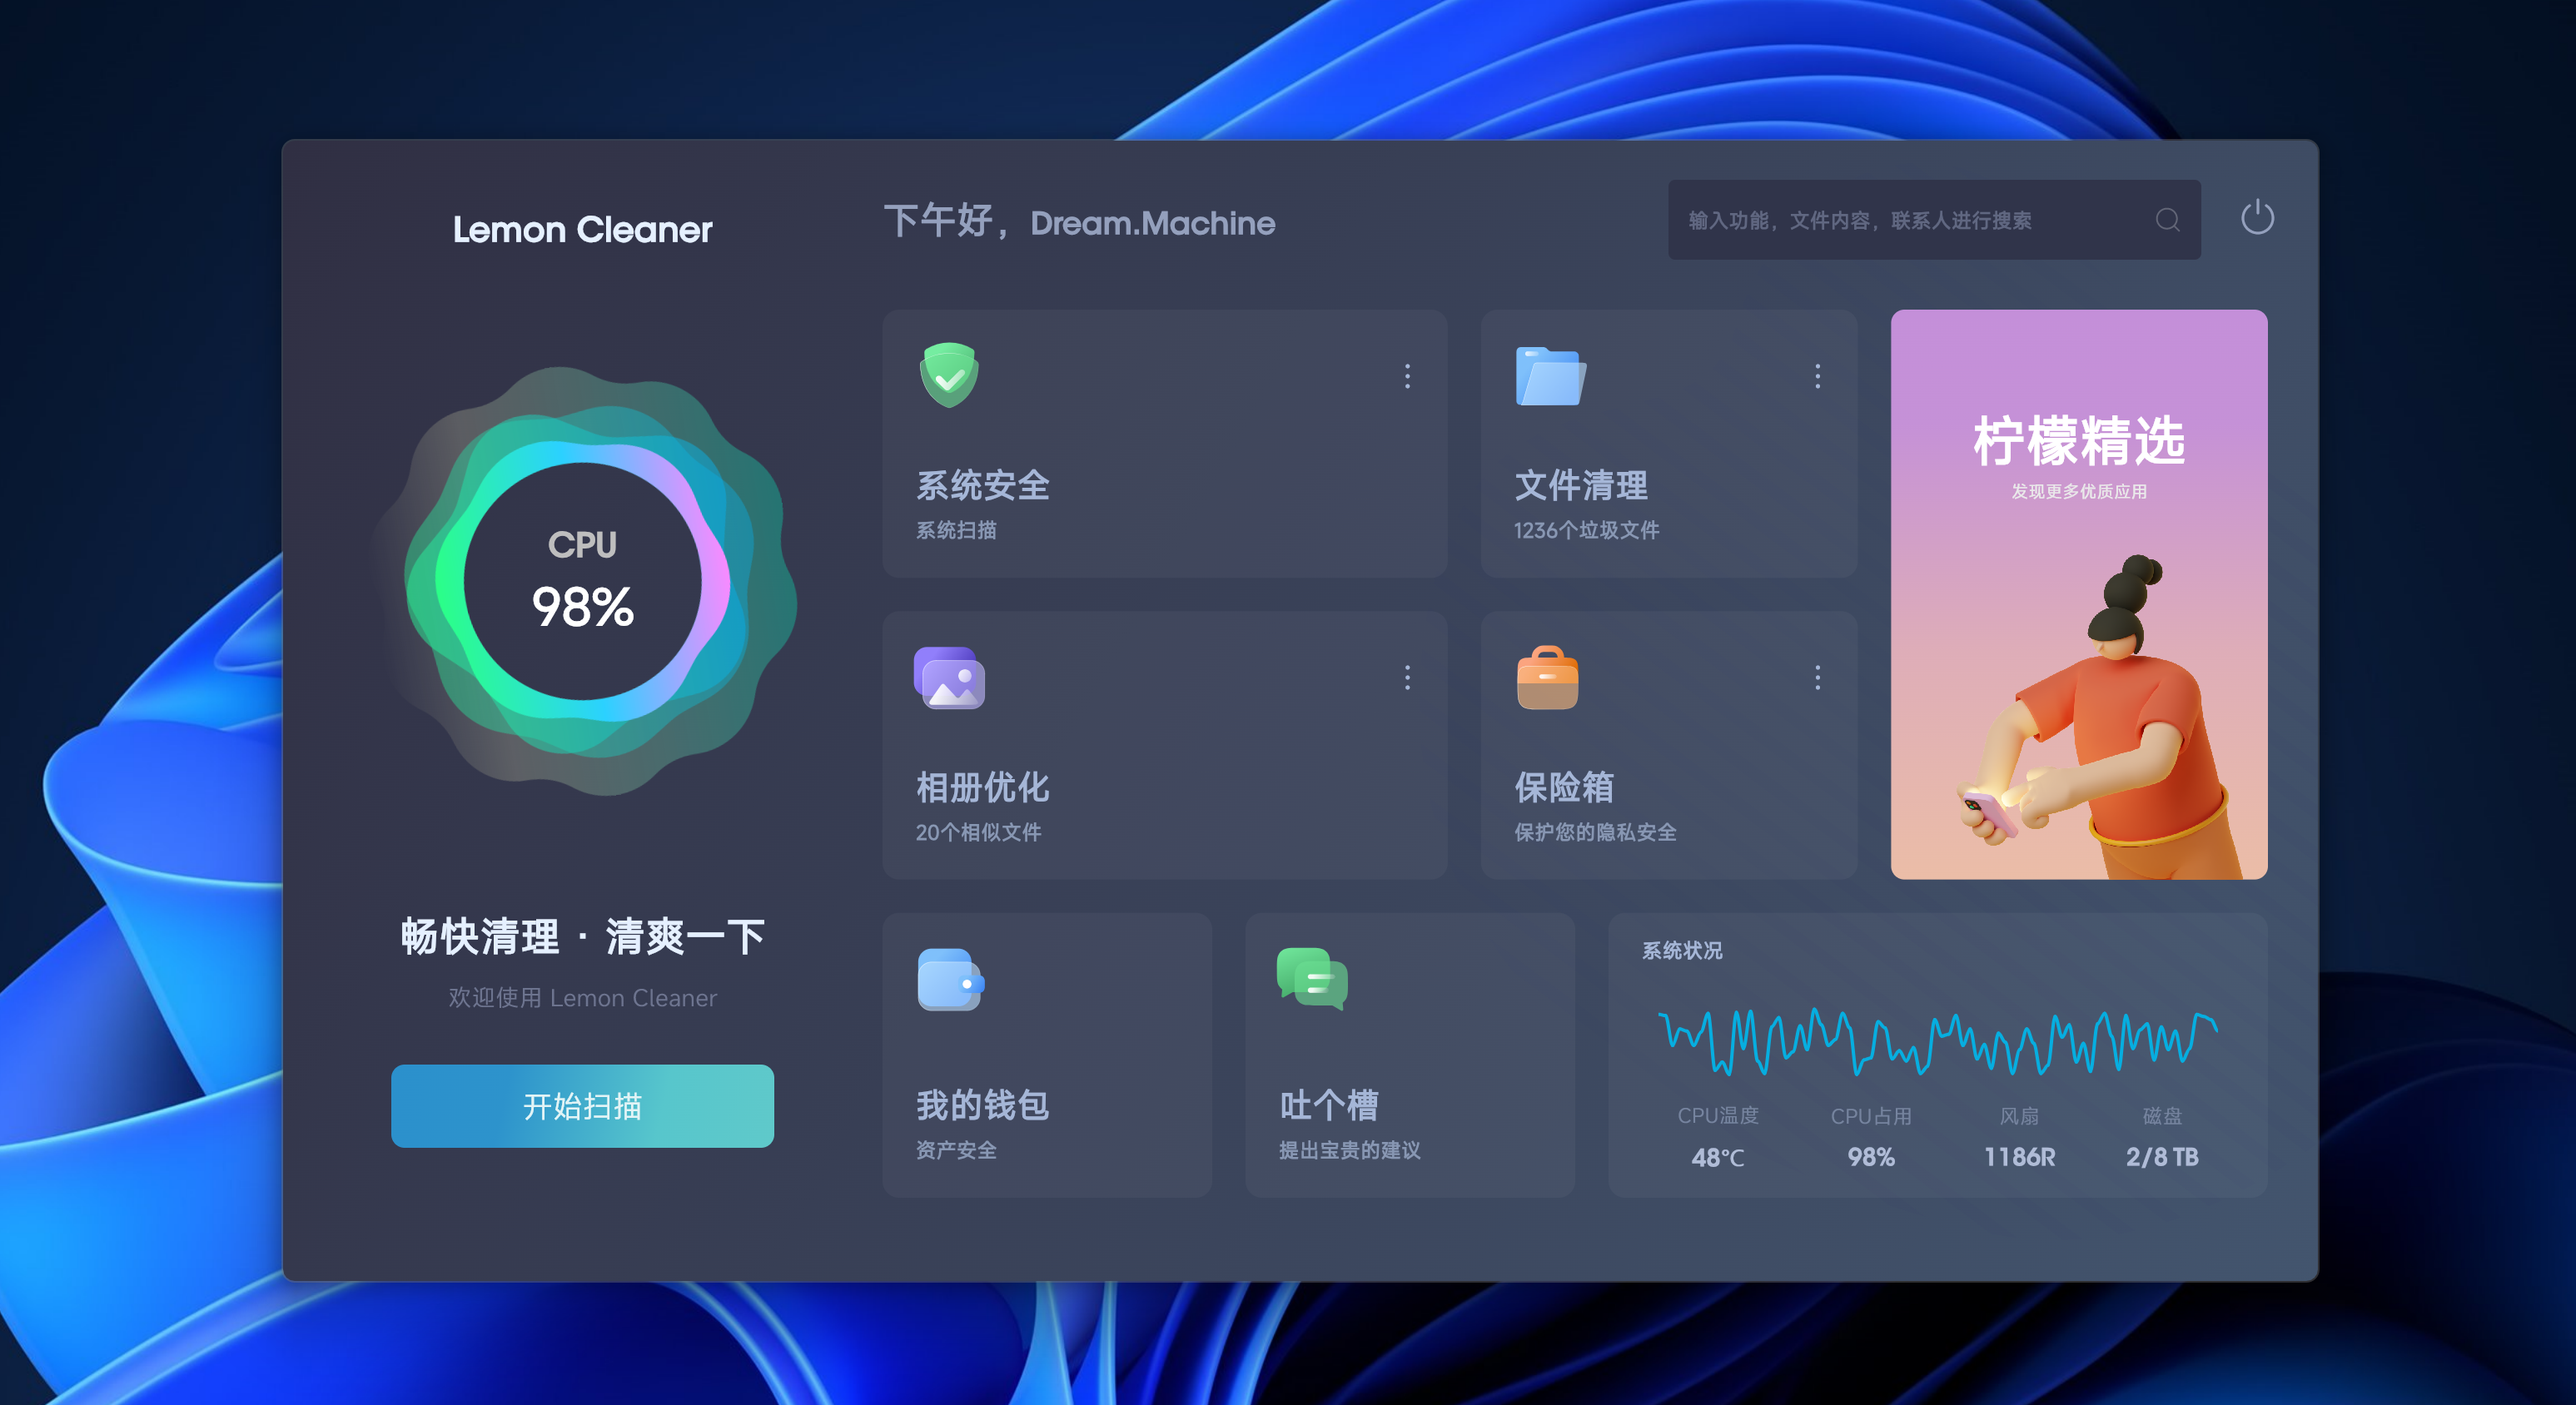 Lemon Cleaner
下午好，Dream.Machine
输入功能，文件内容，联系人进行搜索
CPU
98%
畅快清理 · 清爽一下
欢迎使用 Lemon Cleaner
开始扫描
系统安全
系统扫描
文件清理
1236个垃圾文件
柠檬精选
发现更多优质应用
相册优化
20个相似文件
保险箱
保护您的隐私安全
我的钱包
资产安全
吐个槽
提出宝贵的建议
系统状况
CPU温度 CPU占用 风扇 磁盘
48℃ 98% 1186R 2/8 TB